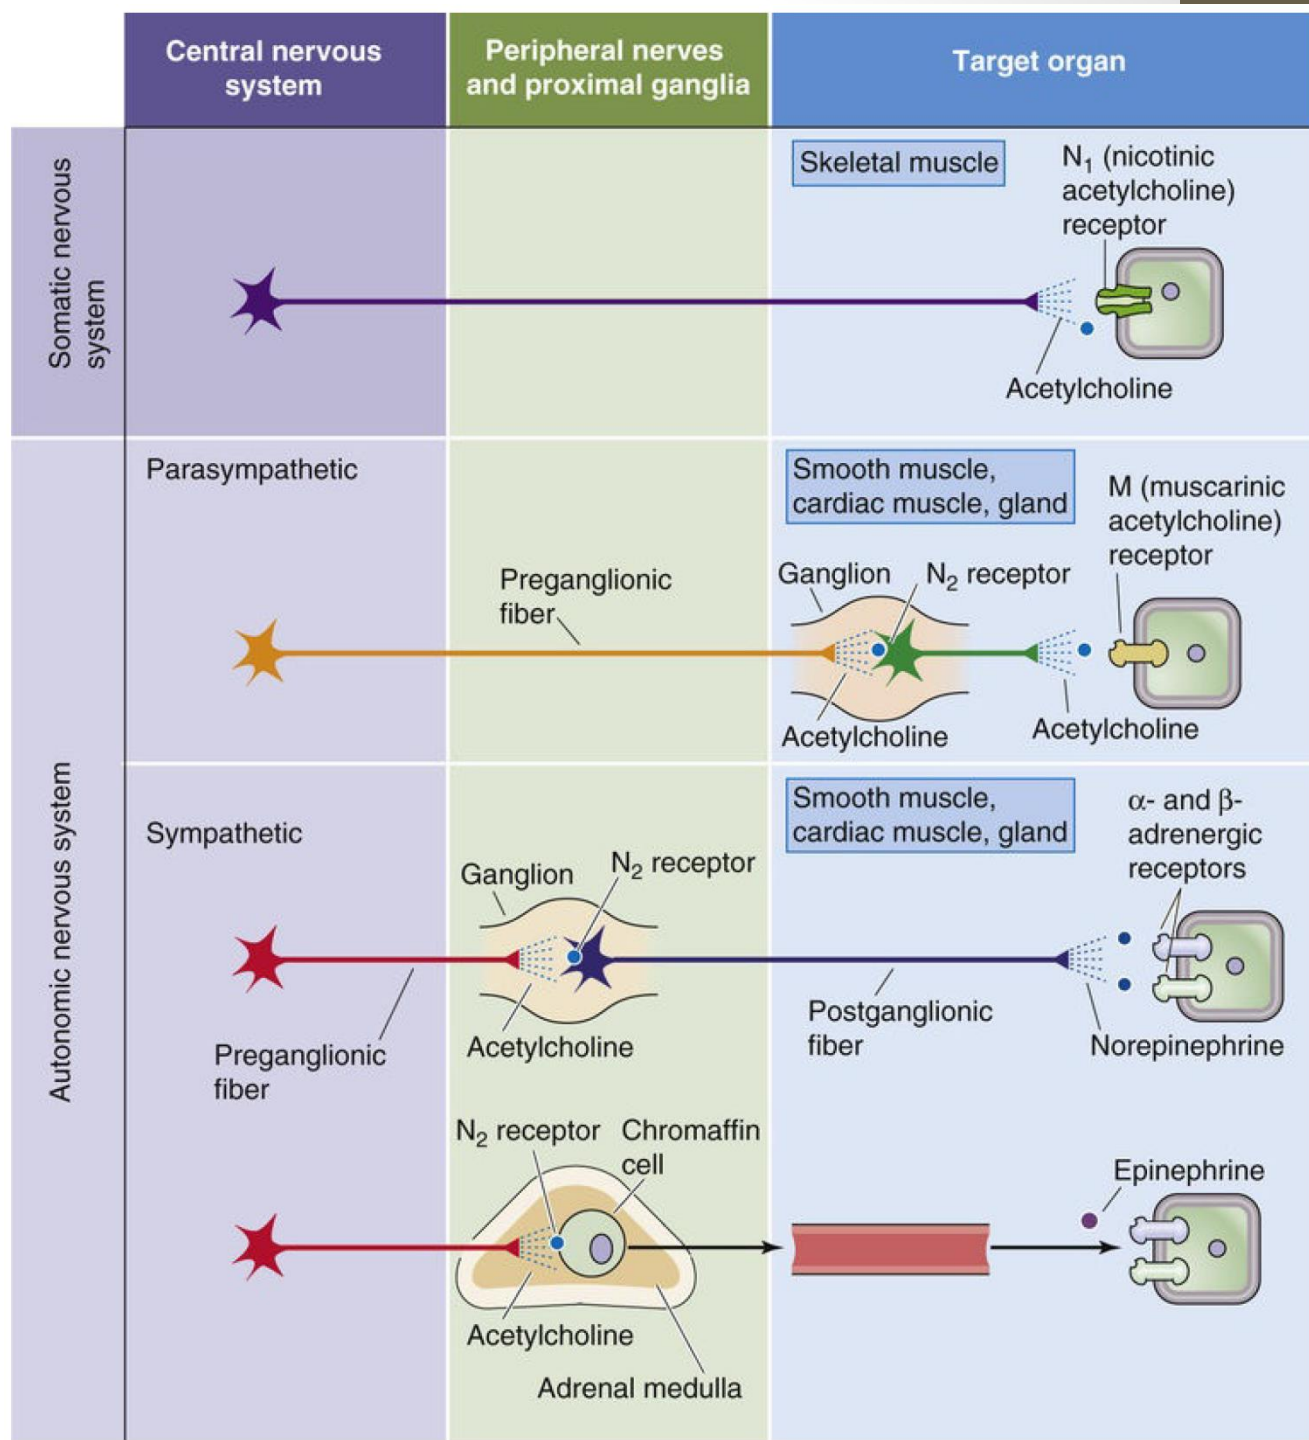 Central nervous
system
Peripheral nerves
and proximal ganglia
Target organ
Somatic nervous
system
Skeletal muscle
N₁ (nicotinic
acetylcholine)
receptor
Acetylcholine
Autonomic nervous system
Parasympathetic
Preganglionic
fiber
Smooth muscle,
cardiac muscle, gland
Ganglion
N₂ receptor
M (muscarinic
acetylcholine)
receptor
Acetylcholine
Acetylcholine
Sympathetic
Preganglionic
fiber
Ganglion
N₂ receptor
Acetylcholine
Smooth muscle,
cardiac muscle, gland
α- and β-
adrenergic
receptors
Postganglionic
fiber
Norepinephrine
N₂ receptor
Chromaffin
cell
Acetylcholine
Adrenal medulla
Epinephrine